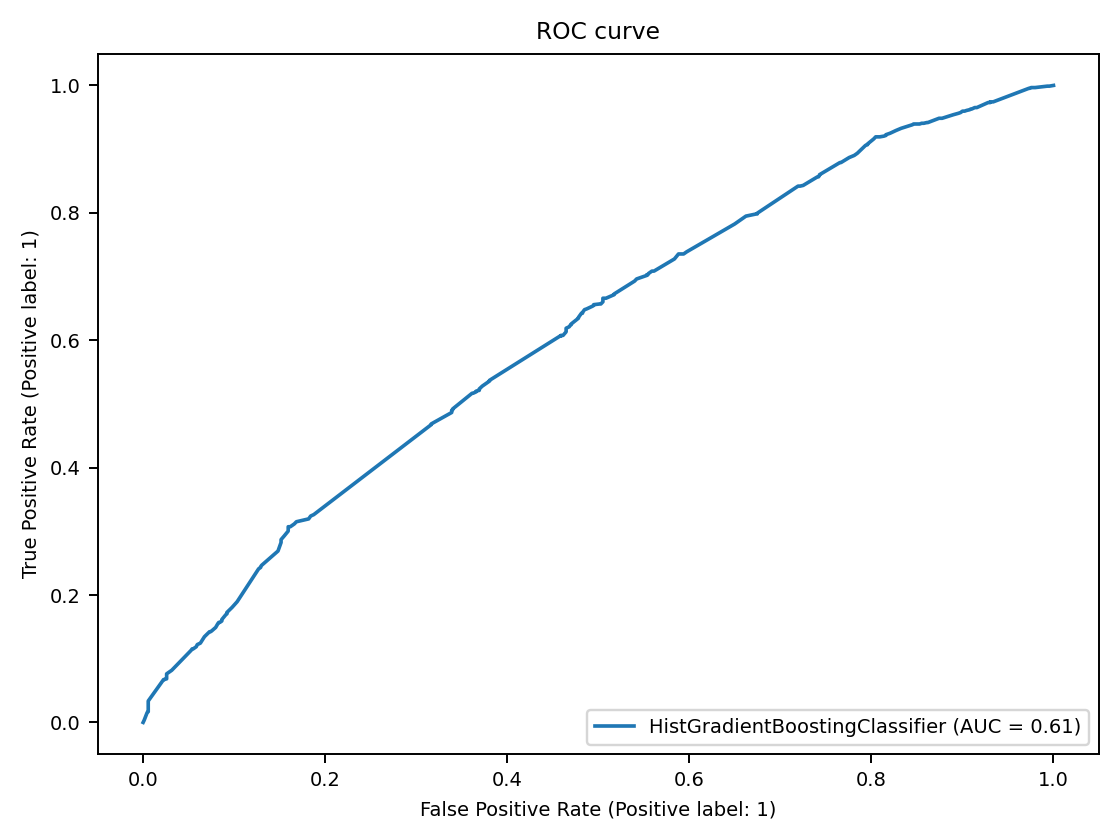 ROC curve
True Positive Rate (Positive label: 1)
1.0
0.8
0.6
0.4
0.2
0.0
HistGradientBoostingClassifier (AUC = 0.61)
0.0 0.2 0.4 0.6 0.8 1.0
False Positive Rate (Positive label: 1)